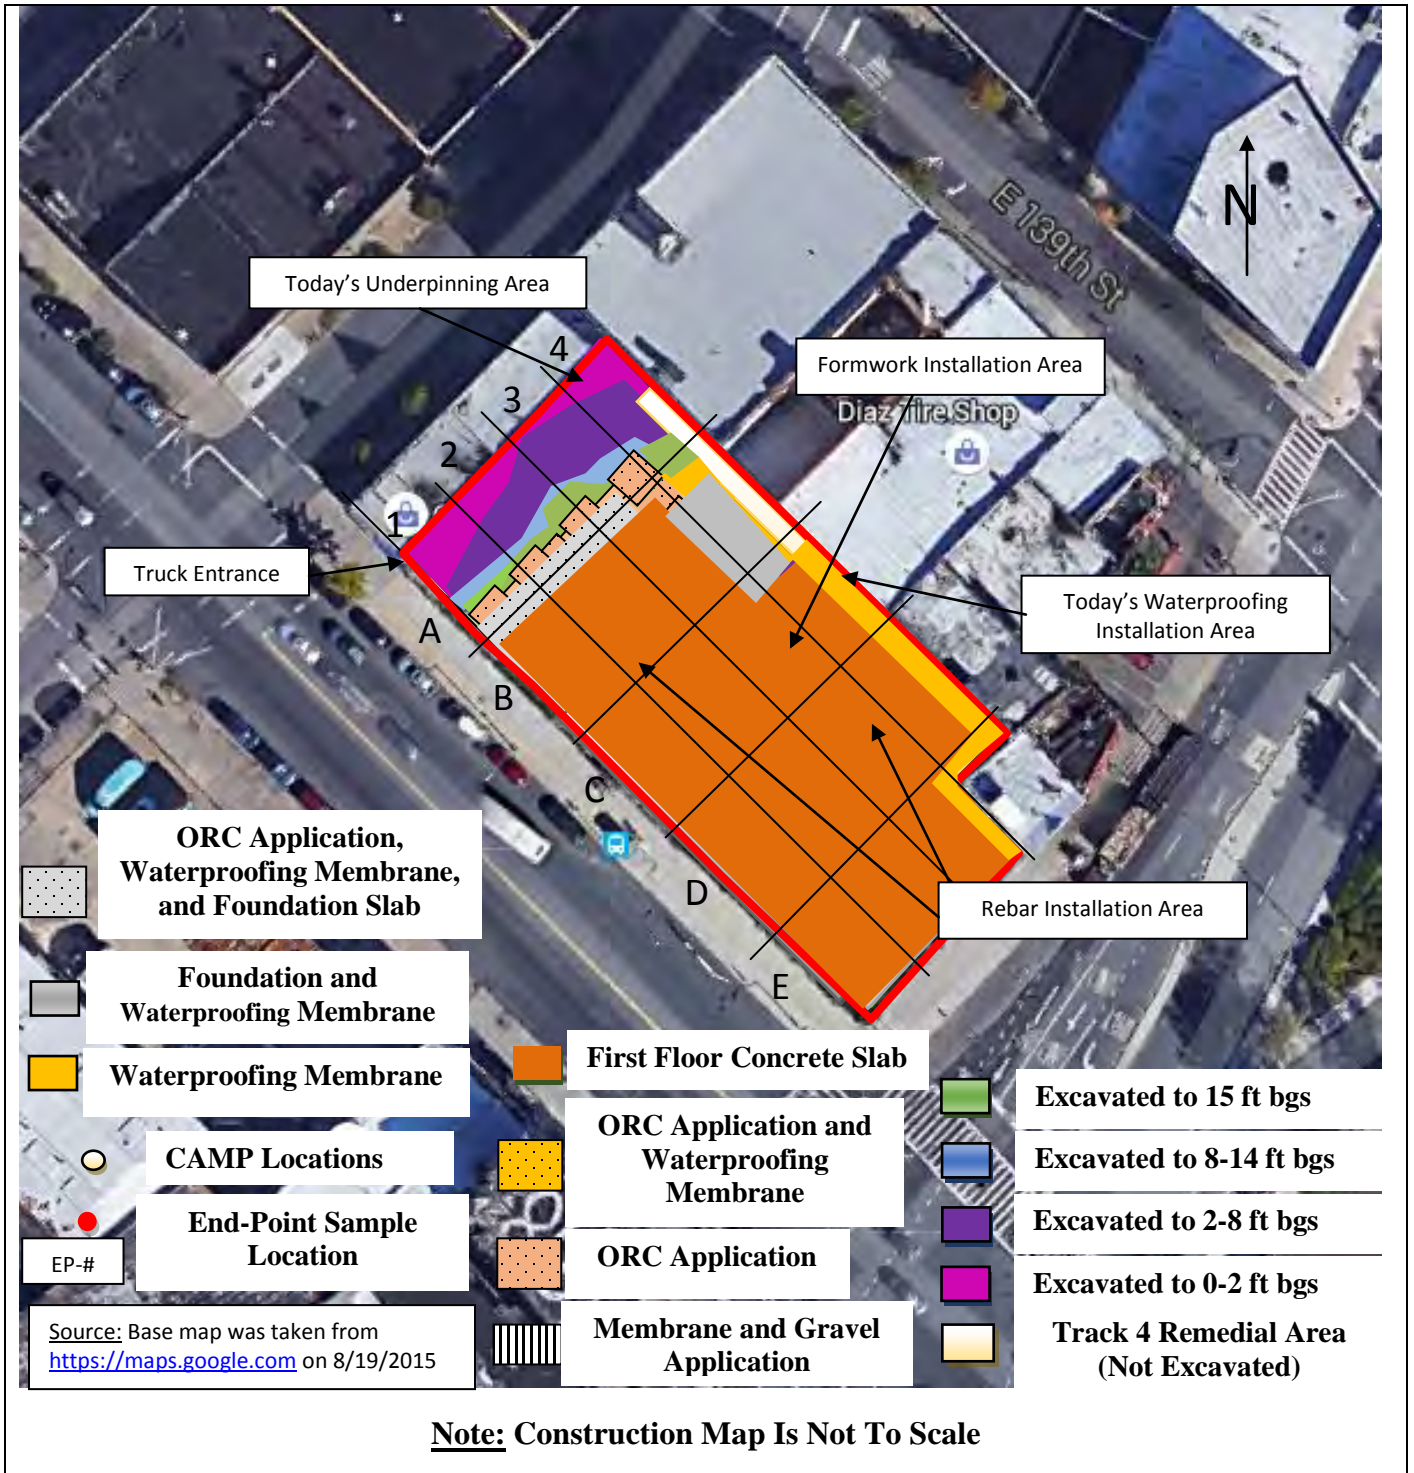 E 139th St
N
Today's Underpinning Area
4
Formwork Installation Area
3
Diaz Tire Shop
2
1
Truck Entrance
Today's Waterproofing
Installation Area
A
B
C
D
Rebar Installation Area
E
ORC Application,
Waterproofing Membrane,
and Foundation Slab
Foundation and
Waterproofing Membrane
Waterproofing Membrane
CAMP Locations
End-Point Sample
Location
EP-#
Source: Base map was taken from
https://maps.google.com on 8/19/2015
First Floor Concrete Slab
ORC Application and
Waterproofing
Membrane
ORC Application
Membrane and Gravel
Application
Excavated to 15 ft bgs
Excavated to 8-14 ft bgs
Excavated to 2-8 ft bgs
Excavated to 0-2 ft bgs
Track 4 Remedial Area
(Not Excavated)
Note: Construction Map Is Not To Scale